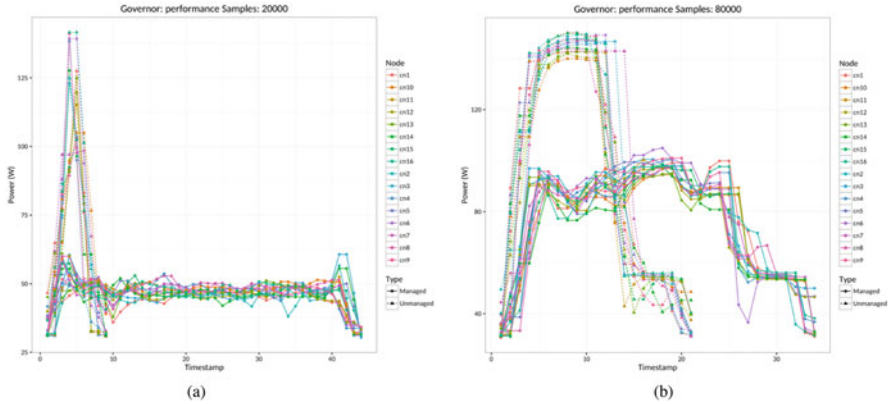 Governor: performance Samples: 20000
125
100
75
50
25
Power (W)
0
10
20
30
40
Timestamp
Node
cn1
cn10
cn11
cn12
cn13
cn14
cn15
cn16
cn2
cn3
cn4
cn5
cn6
cn7
cn8
cn9
Type
Managed
Unmanaged
(a)
Governor: performance Samples: 80000
120
80
40
Power (W)
0
10
20
30
Timestamp
Node
cn1
cn10
cn11
cn12
cn13
cn14
cn15
cn16
cn2
cn3
cn4
cn5
cn6
cn7
cn8
cn9
Type
Managed
Unmanaged
(b)